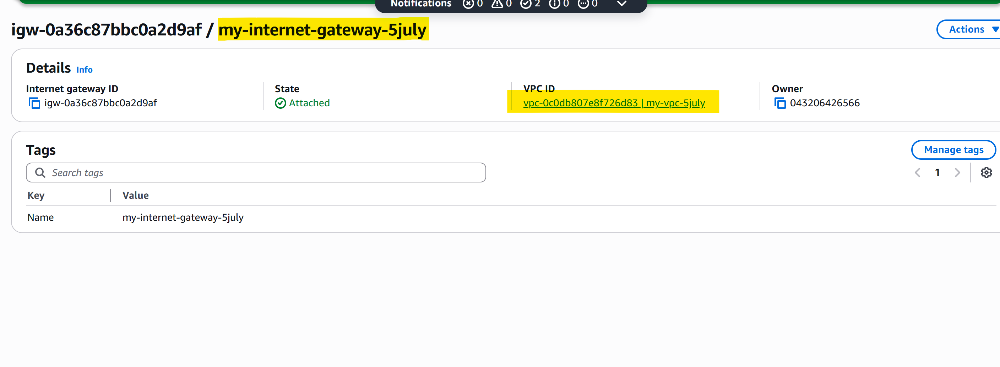 Notifications 0 0 2 0 0
igw-0a36c87bbc0a2d9af / my-internet-gateway-5july
Actions
Details Info
Internet gateway ID
igw-0a36c87bbc0a2d9af
State
Attached
VPC ID
vpc-0c0db807e8f726d83 | my-vpc-5july
Owner
043206426566
Tags
Manage tags
Search tags
1
Key Value
Name my-internet-gateway-5july